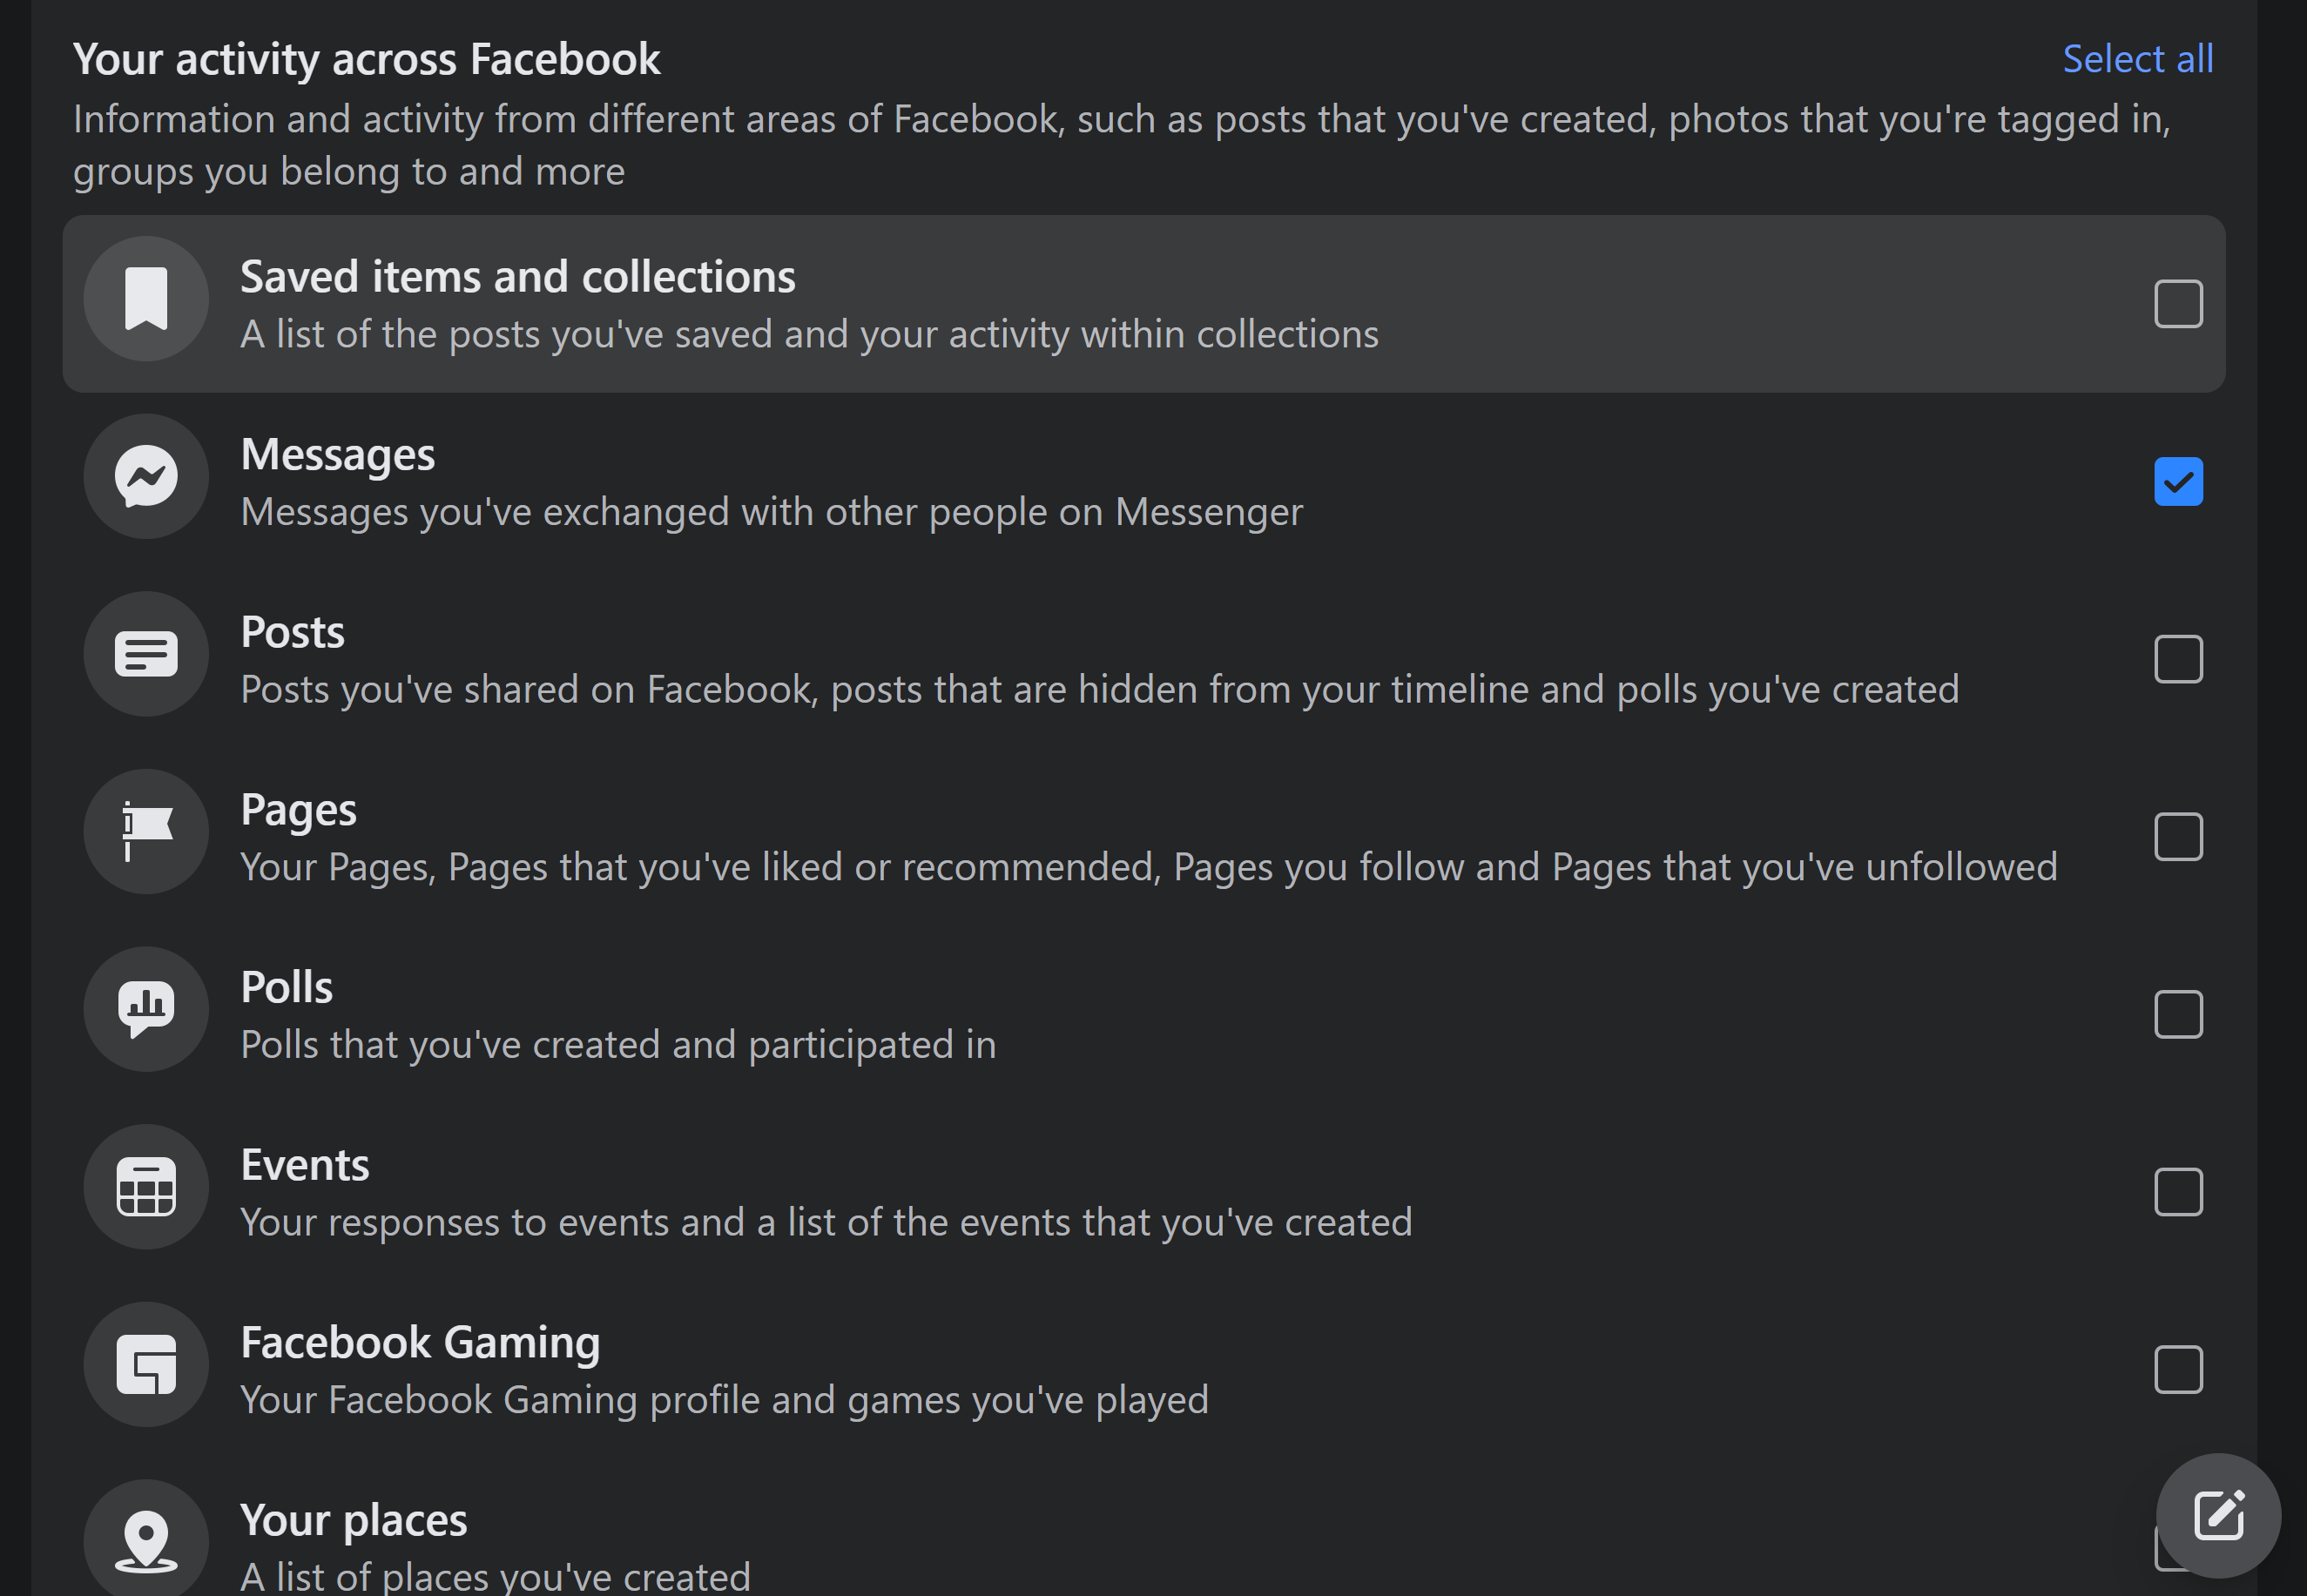 Your activity across Facebook
Select all
Information and activity from different areas of Facebook, such as posts that you've created, photos that you're tagged in,
groups you belong to and more
Saved items and collections
A list of the posts you've saved and your activity within collections
Messages
Messages you've exchanged with other people on Messenger
Posts
Posts you've shared on Facebook, posts that are hidden from your timeline and polls you've created
Pages
Your Pages, Pages that you've liked or recommended, Pages you follow and Pages that you've unfollowed
Polls
Polls that you've created and participated in
Events
Your responses to events and a list of the events that you've created
Facebook Gaming
Your Facebook Gaming profile and games you've played
Your places
A list of places you've created